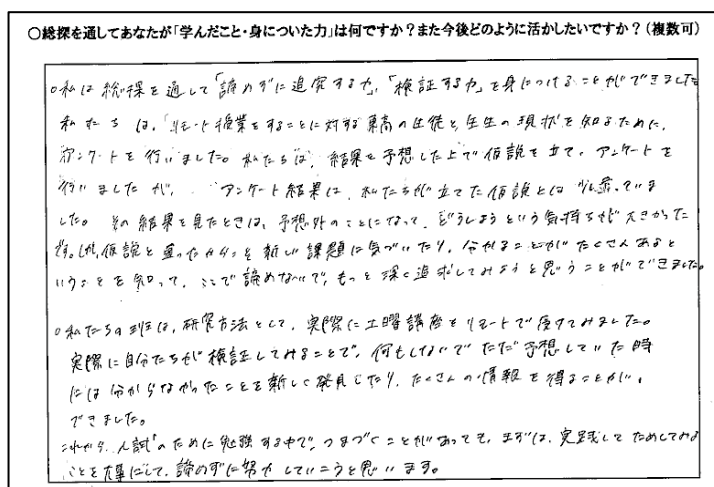 ○総探を通してあなたが「学んだこと・身についた力」は何ですか？また今後どのように活かしたいですか？（複数可）
○私は総探を通して「諦めずに追究する力」、「検証する力」を身につけることができました
私たちは、「リモート授業をすることに対する東高の生徒と先生の現状を知るために、
アンケートを行いました。私たちは、結果を予想した上で仮説を立て、アンケートを
行いましたが、アンケート結果は、私たちが立てた仮説とは少し違っていま
した。その結果を見たときは、予想外のことになって、どうしようという気持ちが大きかった
です。しかし、仮説と違ったからこそ新しい課題に気づいたり、分かることがたくさんあると
いうことを知って、ここで諦めないで、もっと深く追求してみようと思うことができました。
○私たちの班は、研究方法として、実際に土曜講座をリモートで受けてみました。
実際に自分たちが検証してみることで、何もしないでただ予想していた時
には分からなかったことを新しく発見したり、たくさんの情報を得ることが、
できました。
これから、入試のために勉強する中で、つまづくことがあっても、まずは、実践してためしてみる
ことを大事にして、諦めずに努力していこうと思います。